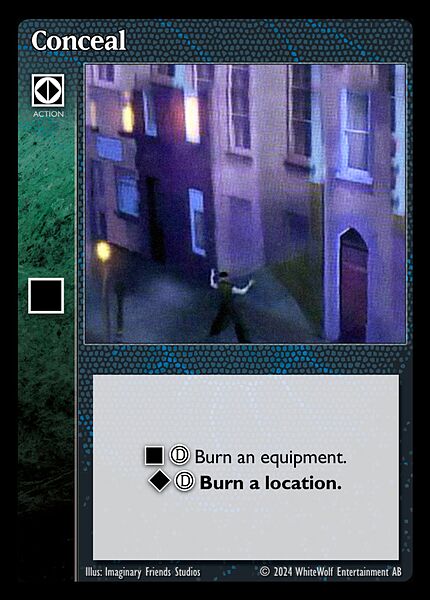 Conceal
ACTION
D Burn an equipment.
D Burn a location.
Illus: Imaginary Friends Studios © 2024 WhiteWolf Entertainment AB